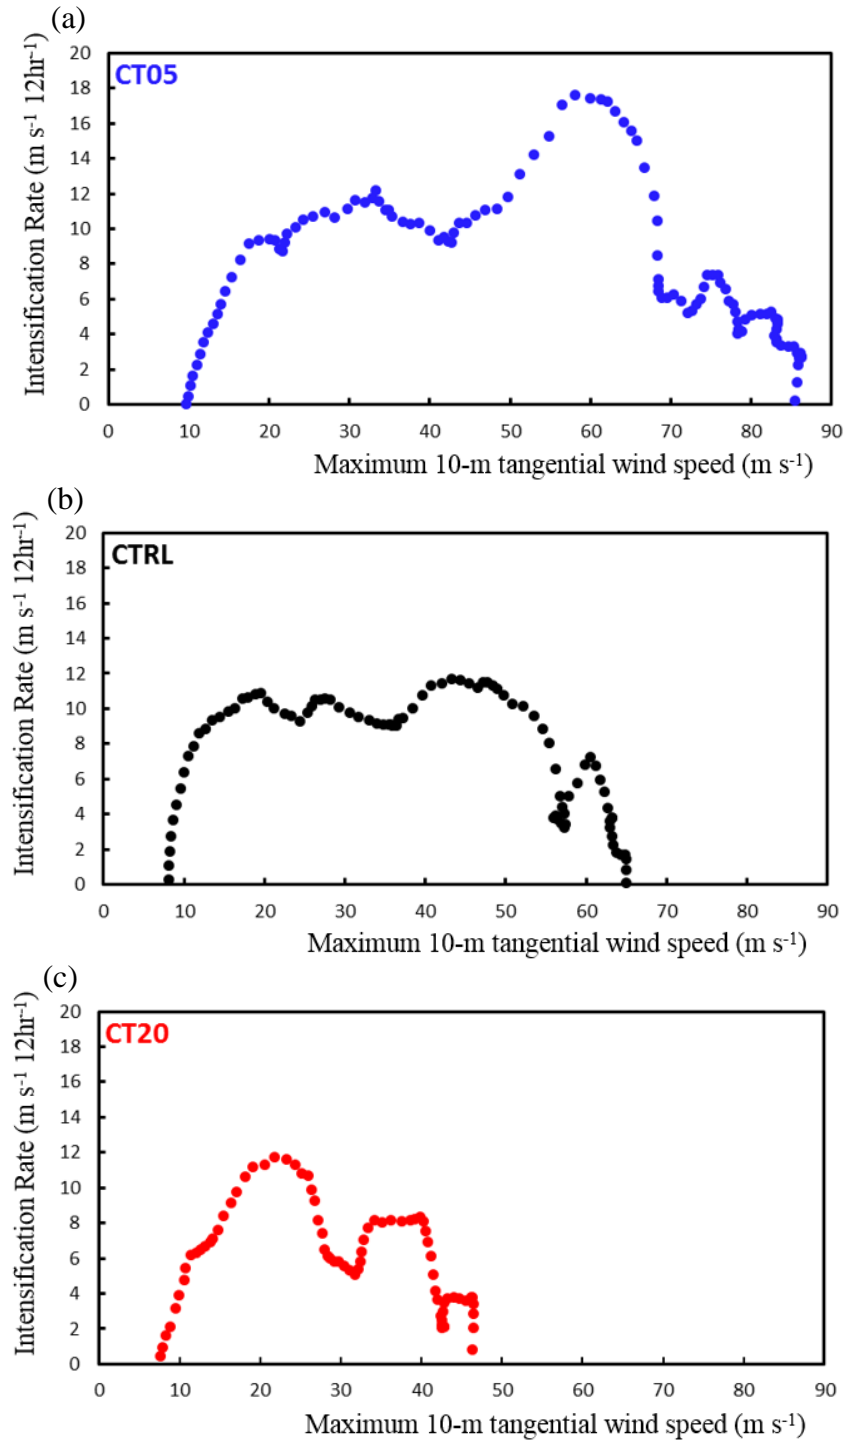 (a)
Intensification Rate (m s⁻¹ 12hr⁻¹)
20
18
16
14
12
10
8
6
4
2
0
CT05
0 10 20 30 40 50 60 70 80 90
Maximum 10-m tangential wind speed (m s⁻¹)
(b)
Intensification Rate (m s⁻¹ 12hr⁻¹)
20
18
16
14
12
10
8
6
4
2
0
CTRL
0 10 20 30 40 50 60 70 80 90
Maximum 10-m tangential wind speed (m s⁻¹)
(c)
Intensification Rate (m s⁻¹ 12hr⁻¹)
20
18
16
14
12
10
8
6
4
2
0
CT20
0 10 20 30 40 50 60 70 80 90
Maximum 10-m tangential wind speed (m s⁻¹)